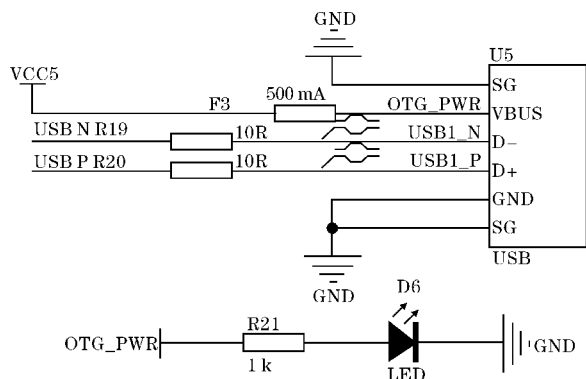 GND
U5
VCC5
SG
500 mA
F3
OTG_PWR
VBUS
USB N R19
10R
USB1_N
D−
USB P R20
10R
USB1_P
D+
GND
SG
USB
GND
D6
R21
OTG_PWR
GND
1 k
LED